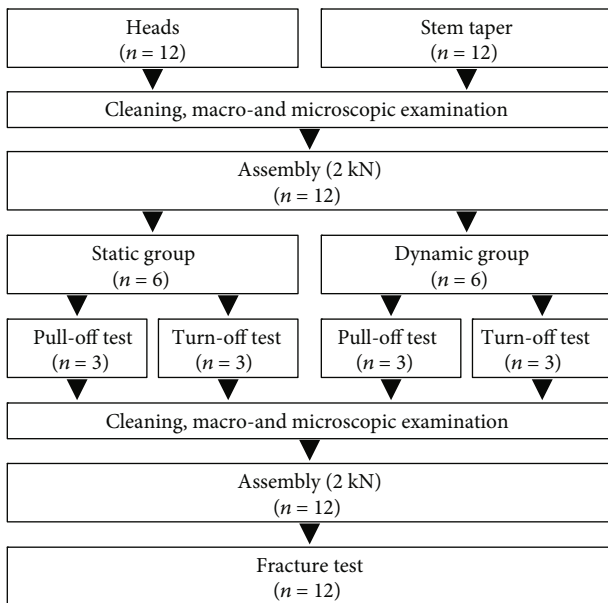 Heads
(n = 12)
Stem taper
(n = 12)
Cleaning, macro-and microscopic examination
Assembly (2 kN)
(n = 12)
Static group
(n = 6)
Dynamic group
(n = 6)
Pull-off test
(n = 3)
Turn-off test
(n = 3)
Pull-off test
(n = 3)
Turn-off test
(n = 3)
Cleaning, macro-and microscopic examination
Assembly (2 kN)
(n = 12)
Fracture test
(n = 12)